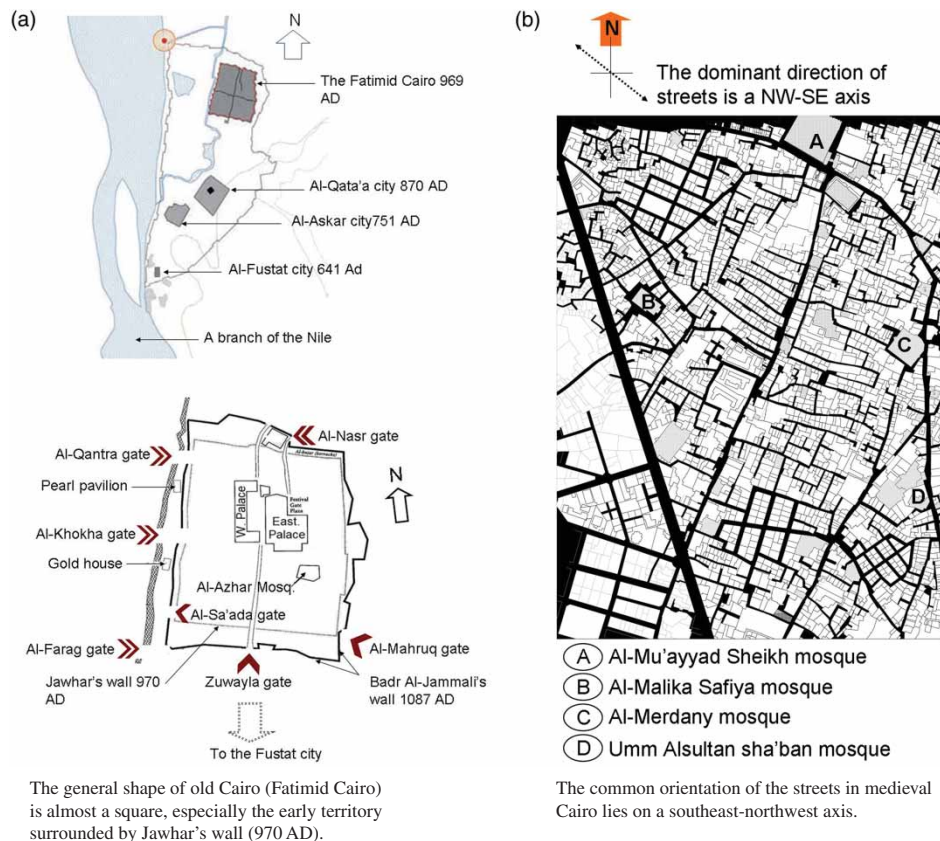 (a)
N
The Fatimid Cairo 969
AD
Al-Qata'a city 870 AD
Al-Askar city751 AD
Al-Fustat city 641 Ad
A branch of the Nile
Al-Nasr gate
Al-Qantra gate
N
Pearl pavilion
W. Palace
Festival
Gate
Plaza
East.
Palace
Al-Khokha gate
Gold house
Al-Azhar Mosq.
Al-Sa'ada gate
Al-Farag gate
Al-Mahruq gate
Jawhar's wall 970
AD
Zuwayla gate
Badr Al-Jammali's
wall 1087 AD
To the Fustat city
The general shape of old Cairo (Fatimid Cairo)
is almost a square, especially the early territory
surrounded by Jawhar's wall (970 AD).
(b)
N
The dominant direction of
streets is a NW-SE axis
A
B
C
D
A Al-Mu'ayyad Sheikh mosque
B Al-Malika Safiya mosque
C Al-Merdany mosque
D Umm Alsultan sha'ban mosque
The common orientation of the streets in medieval
Cairo lies on a southeast-northwest axis.